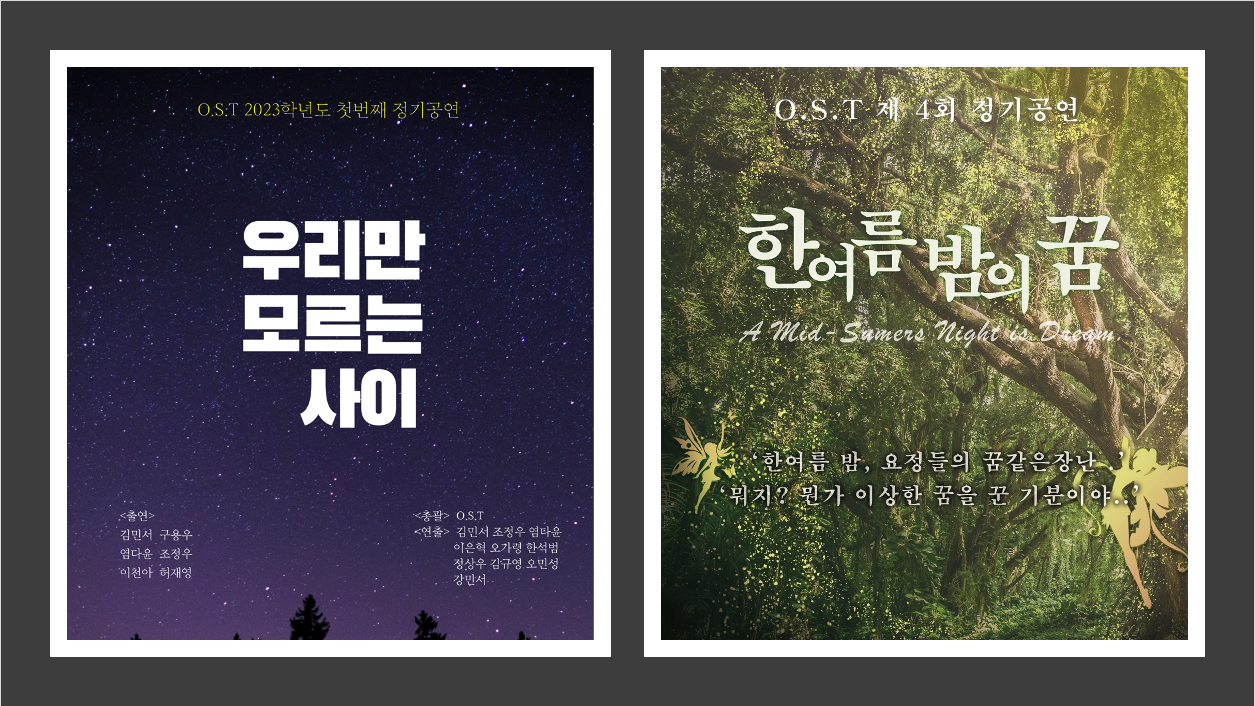 O.S.T 2023학년도 첫번째 정기공연
우리만
모르는
사이
<출연>
김민서 구용우
염다윤 조정우
이천아 허재영
<총괄> O.S.T
<연출> 김민서 조정우 염다윤
이은혁 오가령 한석범
정상우 김규영 오민성
강민서
O.S.T 제 4회 정기공연
한여름 밤의 꿈
A Mid-Sumers Night is Dream,
‘한여름 밤, 요정들의 꿈같은장난 .’
‘뭐지? 뭔가 이상한 꿈을 꾼 기분이야..’